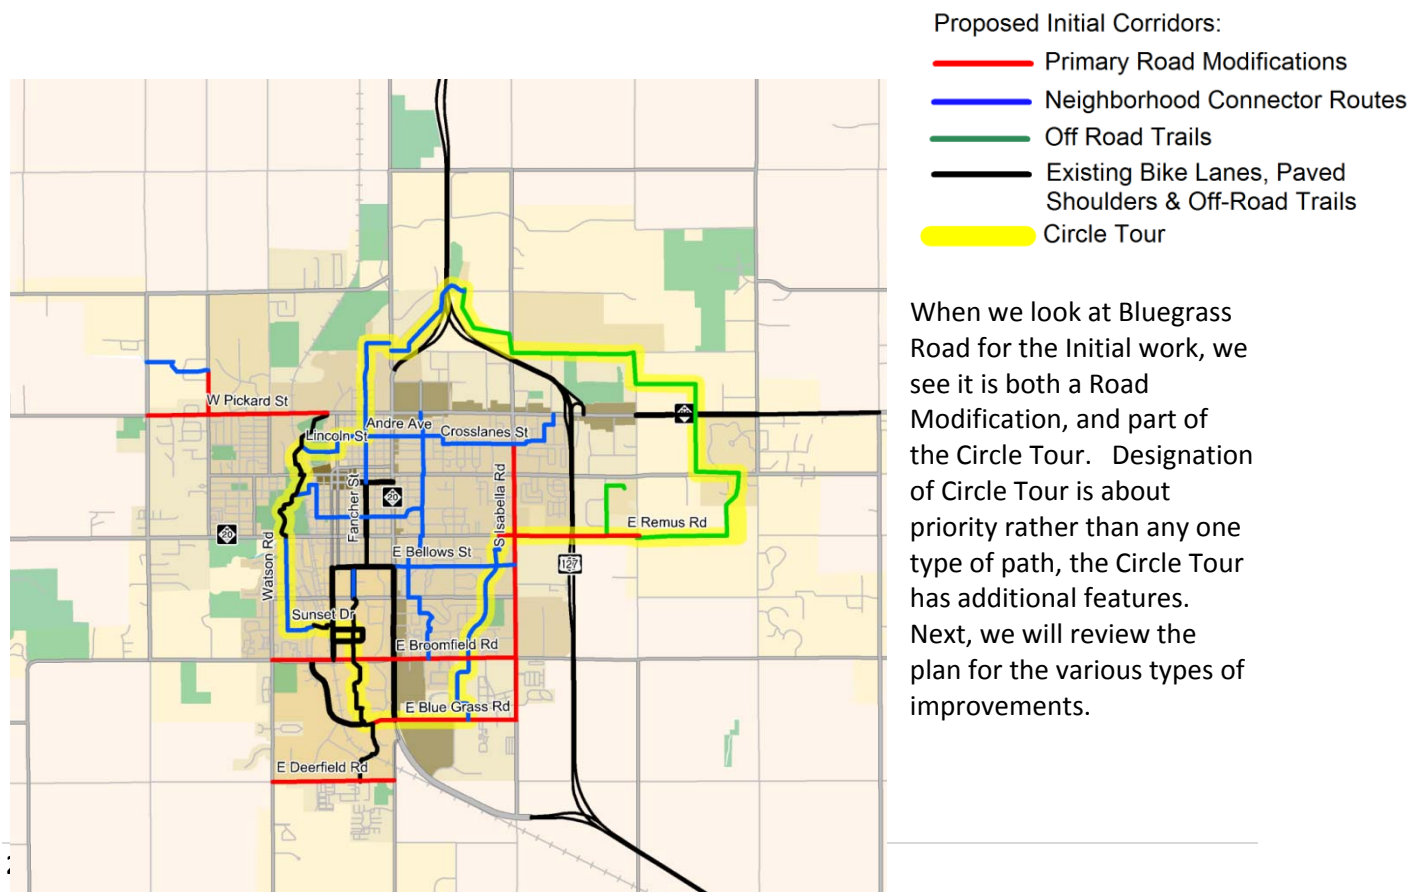 Proposed Initial Corridors:
Primary Road Modifications
Neighborhood Connector Routes
Off Road Trails
Existing Bike Lanes, Paved
Shoulders & Off-Road Trails
Circle Tour
When we look at Bluegrass
Road for the Initial work, we
see it is both a Road
Modification, and part of
the Circle Tour.   Designation
of Circle Tour is about
priority rather than any one
type of path, the Circle Tour
has additional features.
Next, we will review the
plan for the various types of
improvements.
W Pickard St
Andre Ave
Lincoln St
Crosslanes St
S Isabella Rd
Fancher St
20
E Remus Rd
20
Watson Rd
E Bellows St
127
Sunset Dr
E Broomfield Rd
E Blue Grass Rd
E Deerfield Rd